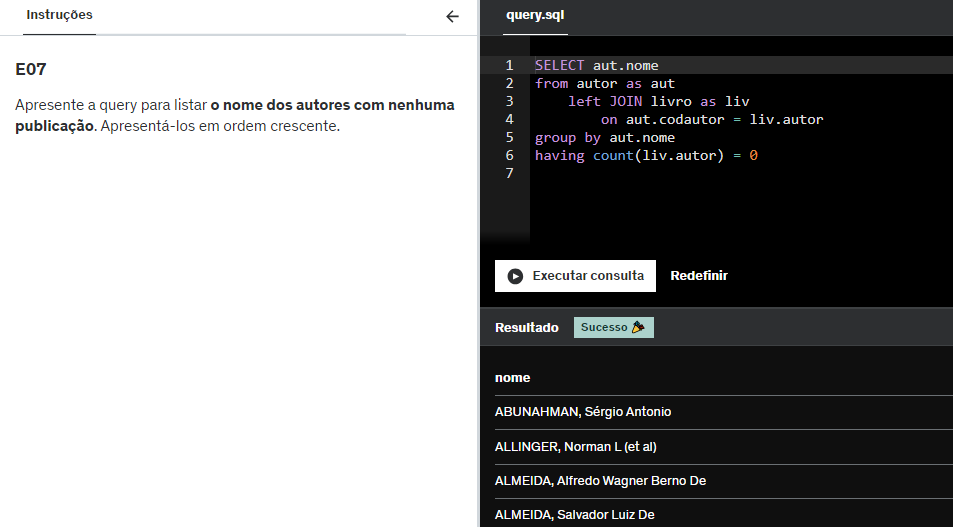 Instruções
E07
Apresente a query para listar o nome dos autores com nenhuma
publicação. Apresentá-los em ordem crescente.
query.sql
1 SELECT aut.nome
2 from autor as aut
3     left JOIN livro as liv
4         on aut.codautor = liv.autor
5 group by aut.nome
6 having count(liv.autor) = 0
7
Executar consulta Redefinir
Resultado Sucesso
nome
ABUNAHMAN, Sérgio Antonio
ALLINGER, Norman L (et al)
ALMEIDA, Alfredo Wagner Berno De
ALMEIDA, Salvador Luiz De